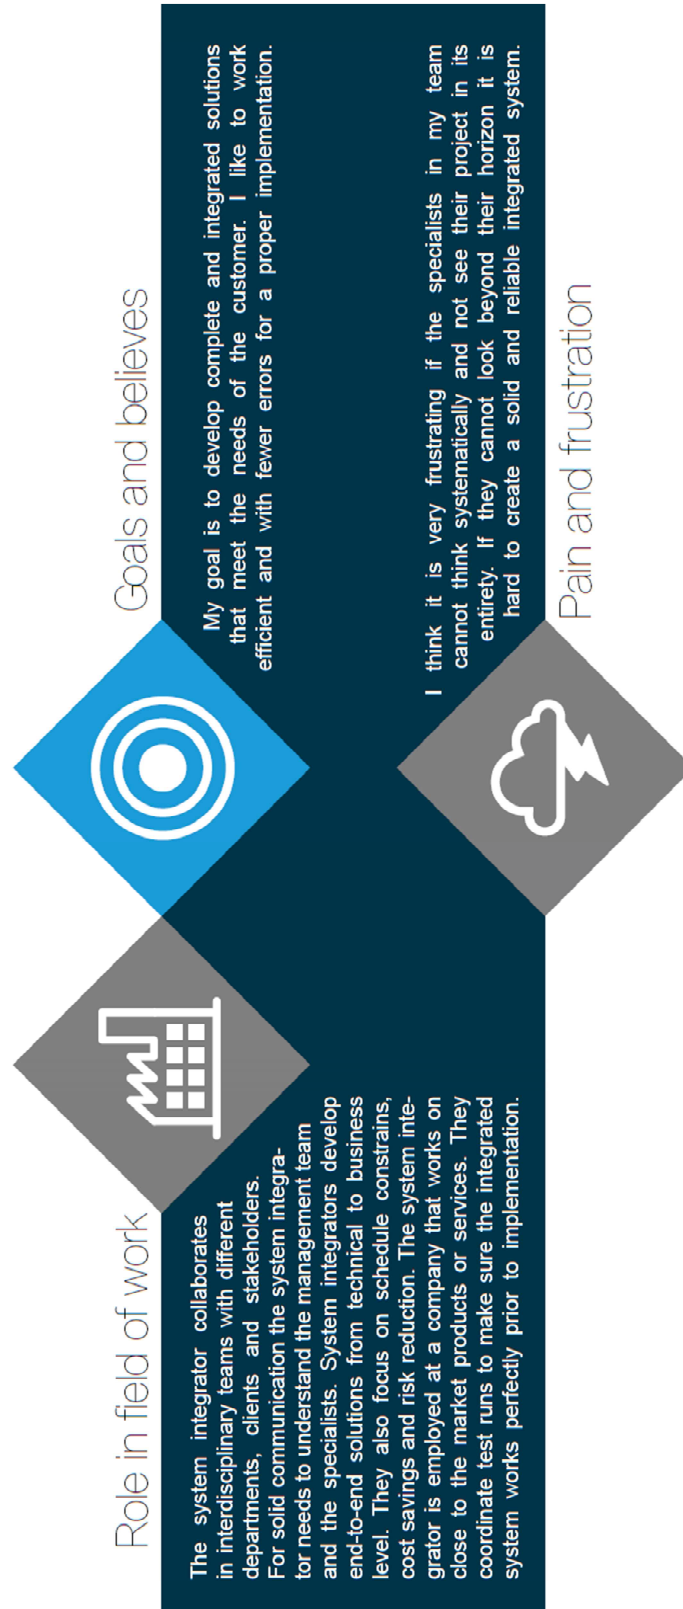 Role in field of work
The system integrator collaborates
in interdisciplinary teams with different
departments, clients and stakeholders.
For solid communication the system integra-
tor needs to understand the management team
and the specialists. System integrators develop
end-to-end solutions from technical to business
level. They also focus on schedule constrains,
cost savings and risk reduction. The system inte-
grator is employed at a company that works on
close to the market products or services. They
coordinate test runs to make sure the integrated
system works perfectly prior to implementation.
Goals and believes
My goal is to develop complete and integrated solutions
that meet the needs of the customer. I like to work
efficient and with fewer errors for a proper implementation.
I think it is very frustrating if the specialists in my team
cannot think systematically and not see their project in its
entirety. If they cannot look beyond their horizon it is
hard to create a solid and reliable integrated system.
Pain and frustration